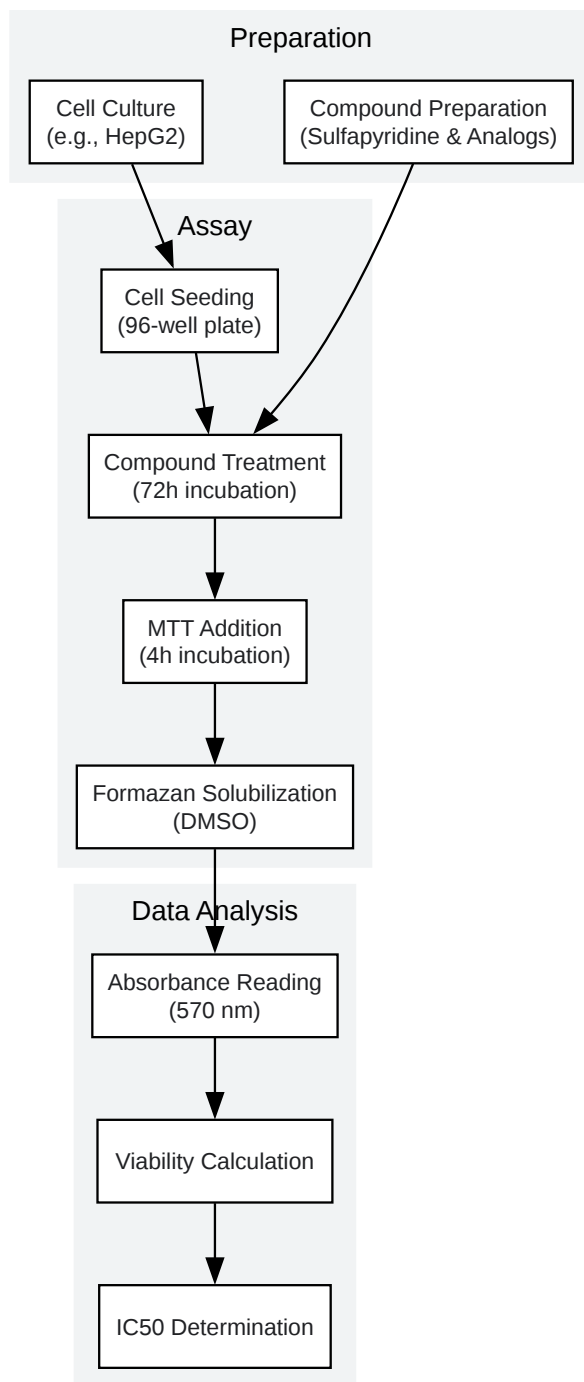 Preparation
Cell Culture
(e.g., HepG2)
Compound Preparation
(Sulfapyridine & Analogs)
Assay
Cell Seeding
(96-well plate)
Compound Treatment
(72h incubation)
MTT Addition
(4h incubation)
Formazan Solubilization
(DMSO)
Data Analysis
Absorbance Reading
(570 nm)
Viability Calculation
IC50 Determination